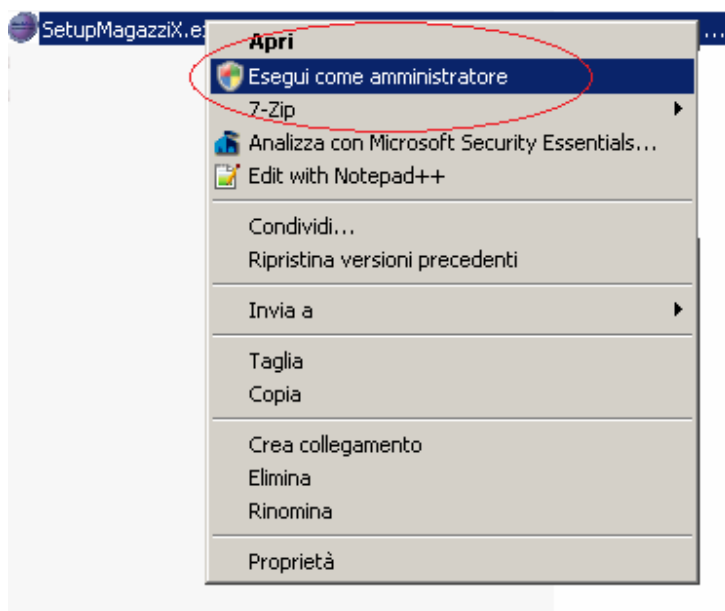 SetupMagazziX.e
...
Apri
Esegui come amministratore
7-Zip
Analizza con Microsoft Security Essentials...
Edit with Notepad++
Condividi...
Ripristina versioni precedenti
Invia a
Taglia
Copia
Crea collegamento
Elimina
Rinomina
Proprietà